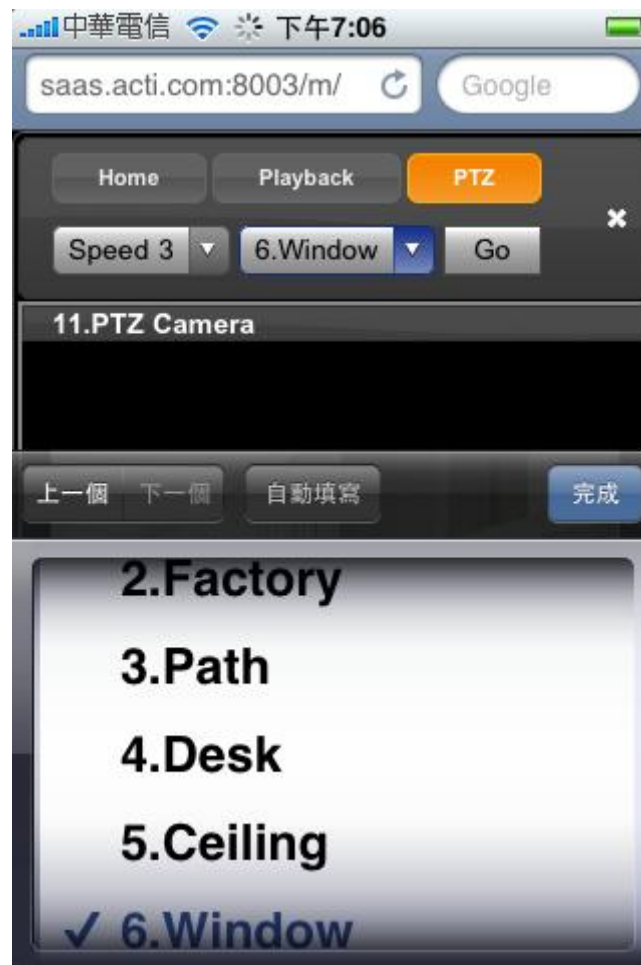 中華電信 下午7:06
saas.acti.com:8003/m/ Google
Home Playback PTZ
Speed 3 6.Window Go
11.PTZ Camera
上一個 下一個 自動填寫 完成
2.Factory
3.Path
4.Desk
5.Ceiling
✓ 6.Window